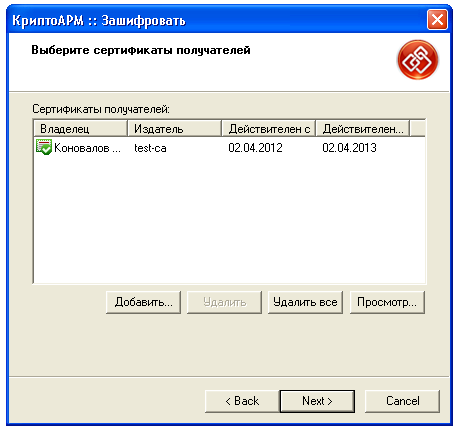 КриптоАРМ :: Зашифровать
Выберите сертификаты получателей
Сертификаты получателей:
Владелец Издатель Действителен с Действителен...
Коновалов ... test-ca 02.04.2012 02.04.2013
Добавить... Удалить Удалить все Просмотр...
< Back Next > Cancel